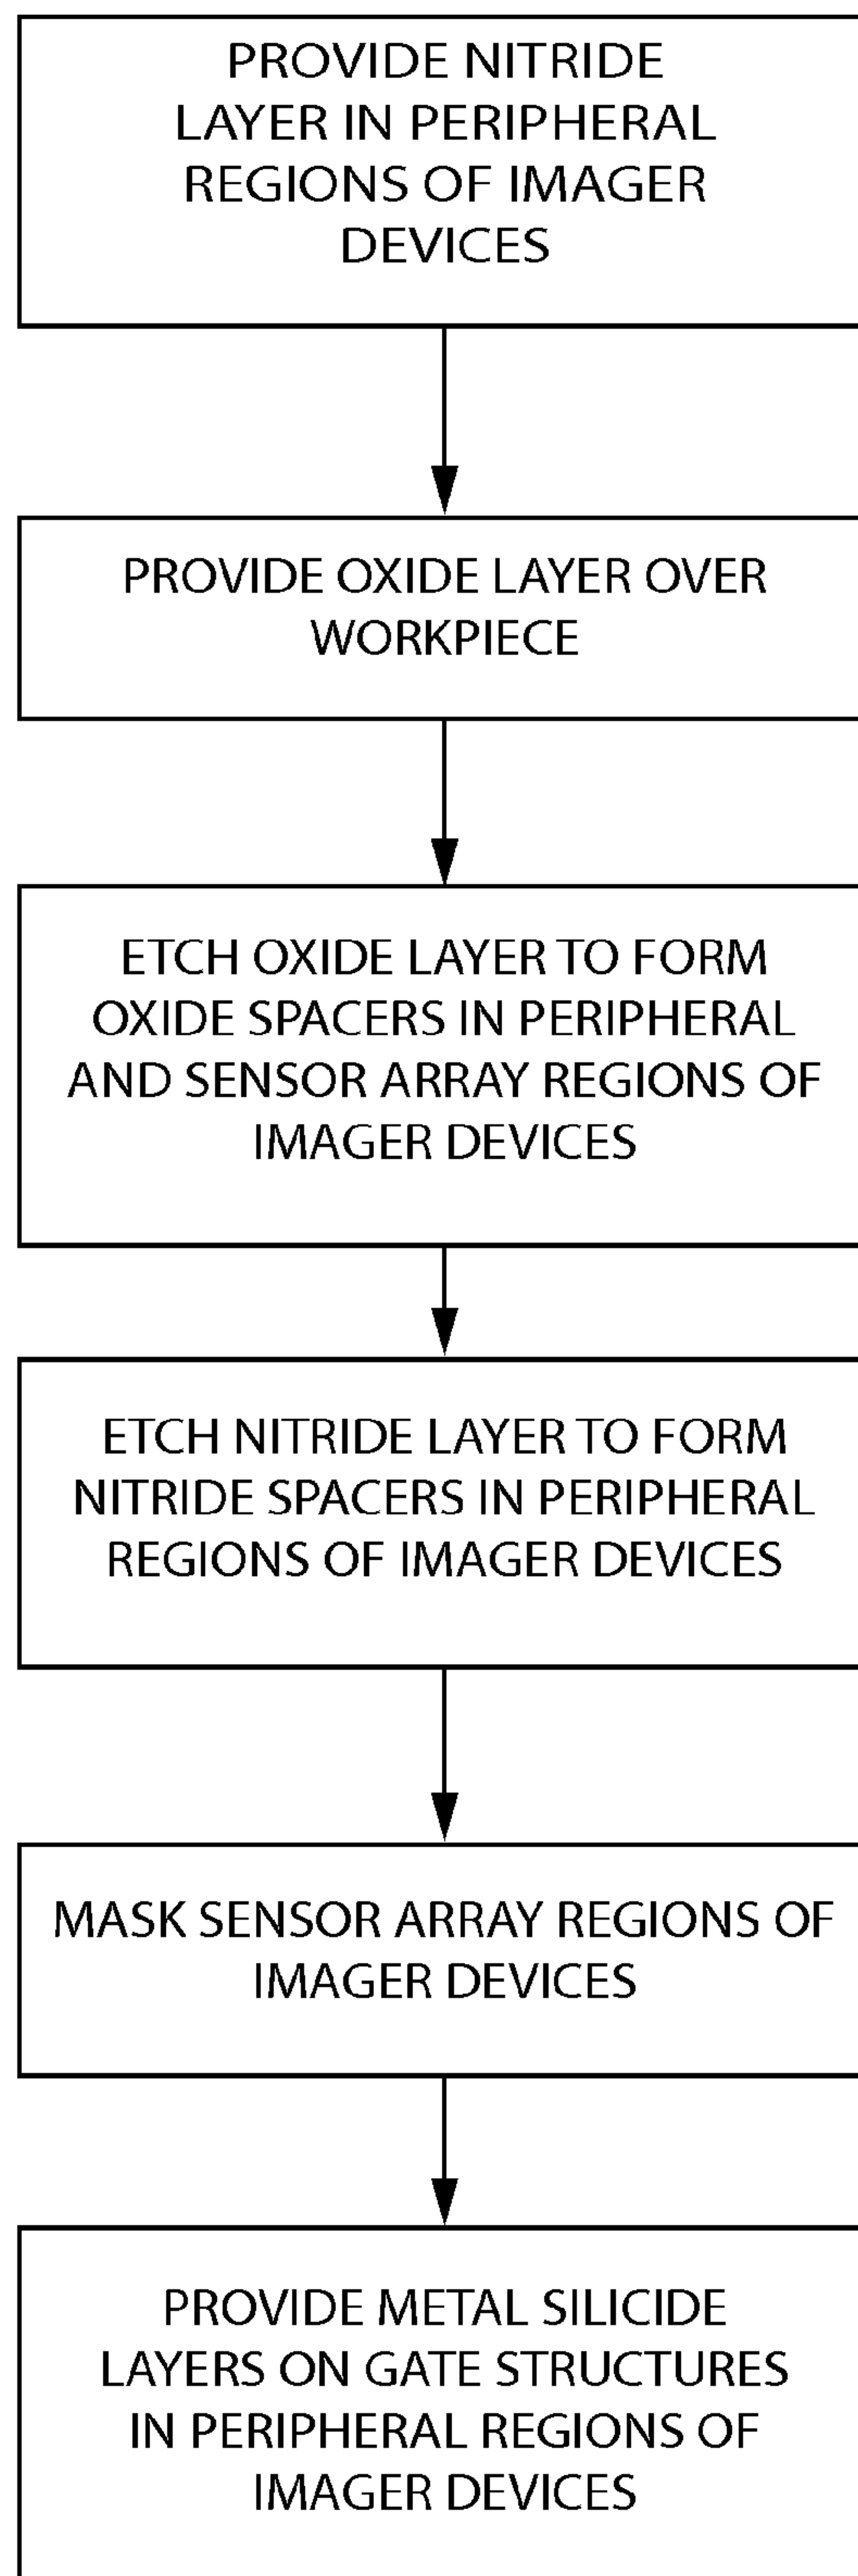 PROVIDE NITRIDE
LAYER IN PERIPHERAL
REGIONS OF IMAGER
DEVICES
PROVIDE OXIDE LAYER OVER
WORKPIECE
ETCH OXIDE LAYER TO FORM
OXIDE SPACERS IN PERIPHERAL
AND SENSOR ARRAY REGIONS OF
IMAGER DEVICES
ETCH NITRIDE LAYER TO FORM
NITRIDE SPACERS IN PERIPHERAL
REGIONS OF IMAGER DEVICES
MASK SENSOR ARRAY REGIONS OF
IMAGER DEVICES
PROVIDE METAL SILICIDE
LAYERS ON GATE STRUCTURES
IN PERIPHERAL REGIONS OF
IMAGER DEVICES